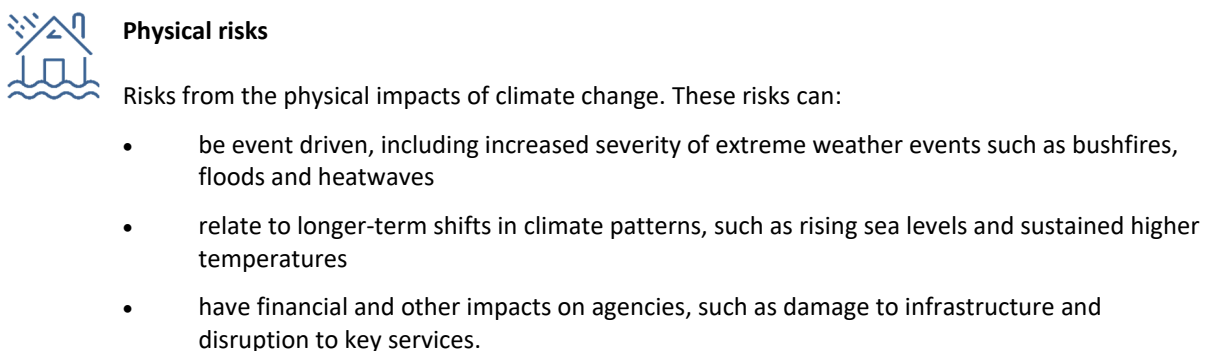 Physical risks
Risks from the physical impacts of climate change. These risks can:
• be event driven, including increased severity of extreme weather events such as bushfires,
floods and heatwaves
• relate to longer-term shifts in climate patterns, such as rising sea levels and sustained higher
temperatures
• have financial and other impacts on agencies, such as damage to infrastructure and
disruption to key services.